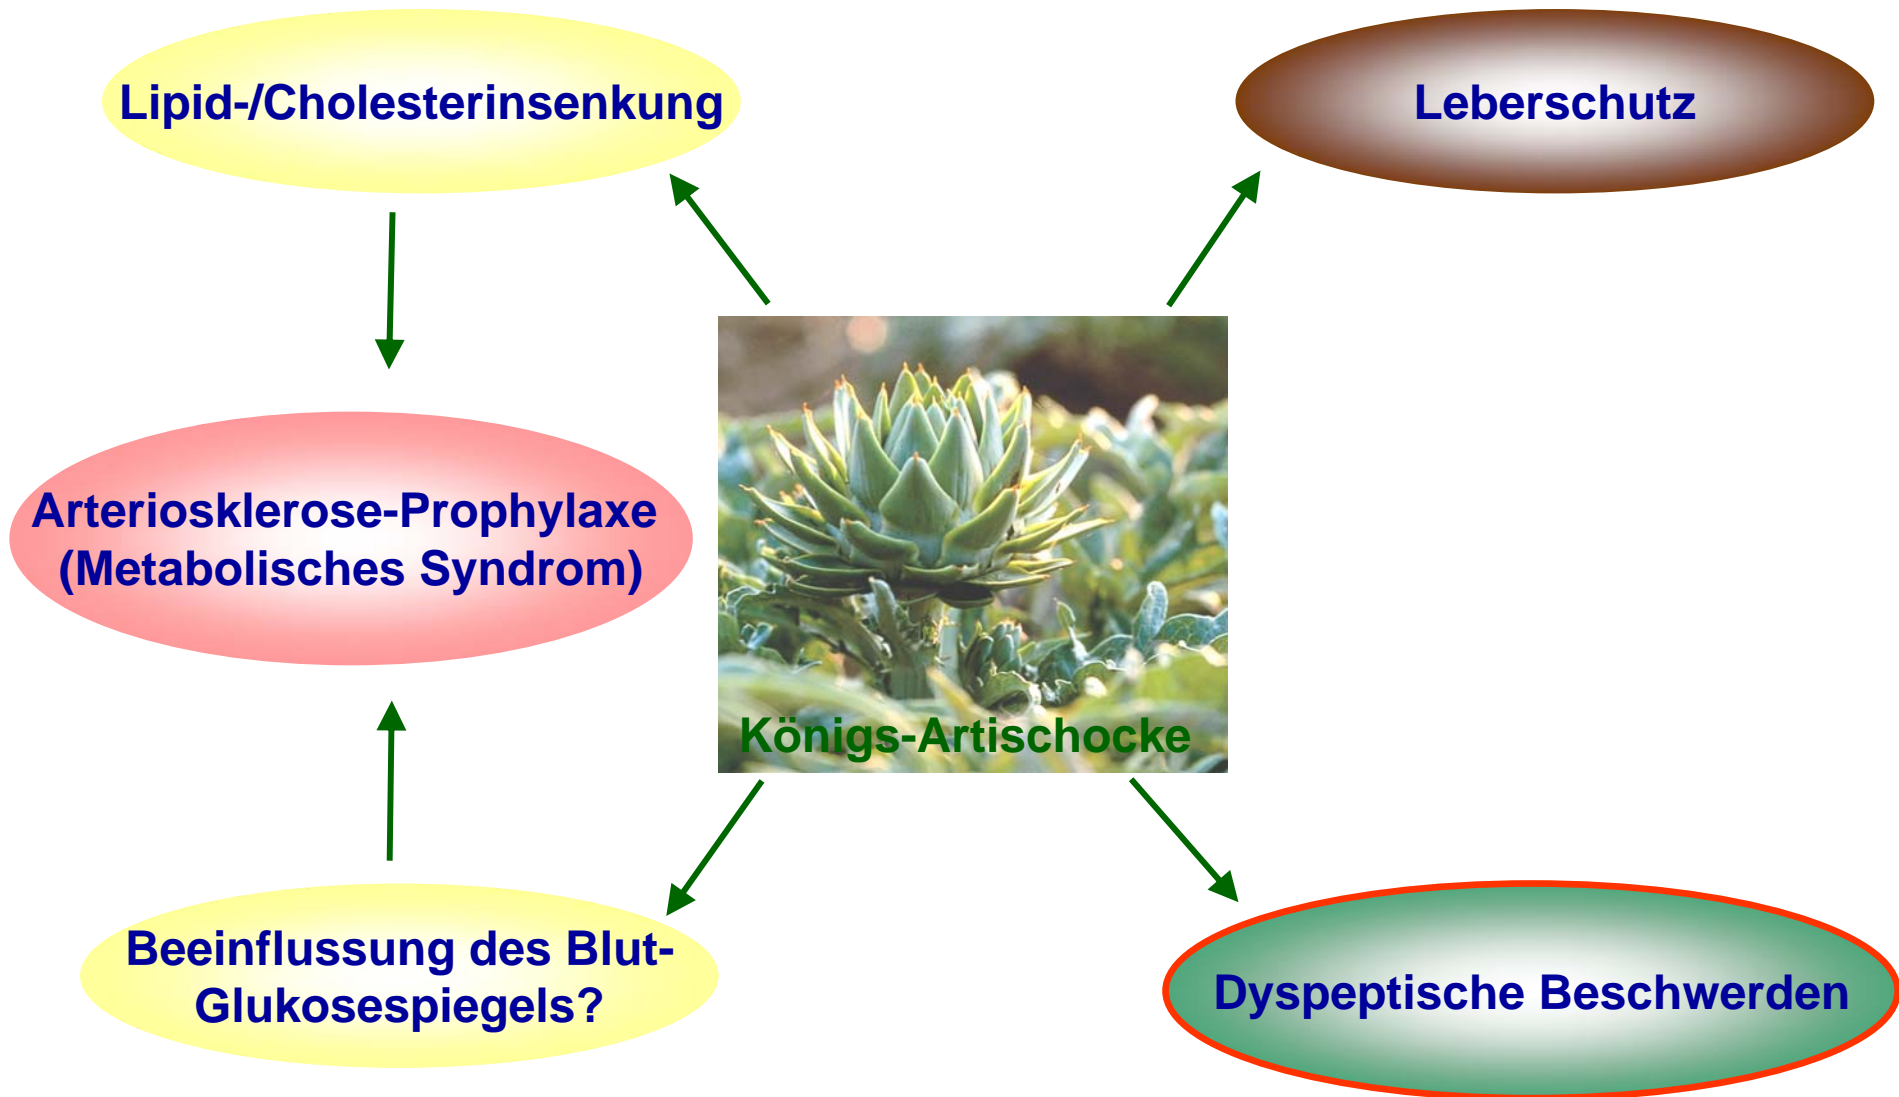 Lipid-/Cholesterinsenkung
Leberschutz
Arteriosklerose-Prophylaxe
(Metabolisches Syndrom)
Königs-Artischocke
Beeinflussung des Blut-
Glukosespiegels?
Dyspeptische Beschwerden